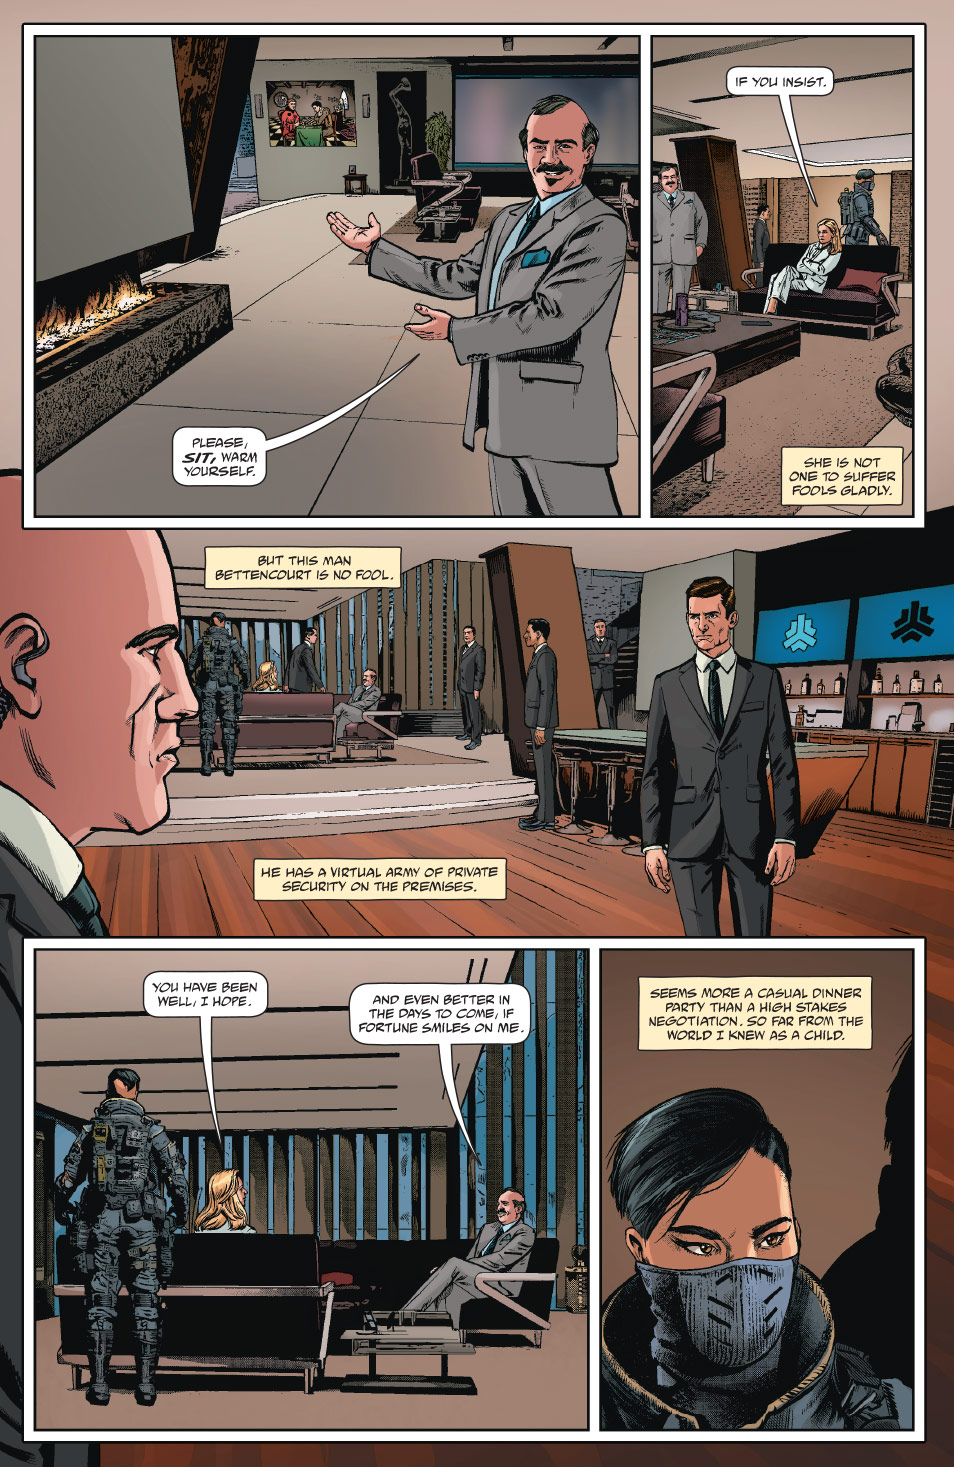 PLEASE,
SIT, WARM
YOURSELF.
IF YOU INSIST.
SHE IS NOT
ONE TO SUFFER
FOOLS GLADLY.
BUT THIS MAN
BETTENCOURT IS NO FOOL.
HE HAS A VIRTUAL ARMY OF PRIVATE
SECURITY ON THE PREMISES.
YOU HAVE BEEN
WELL, I HOPE.
AND EVEN BETTER IN
THE DAYS TO COME, IF
FORTUNE SMILES ON ME.
SEEMS MORE A CASUAL DINNER
PARTY THAN A HIGH STAKES
NEGOTIATION. SO FAR FROM THE
WORLD I KNEW AS A CHILD.